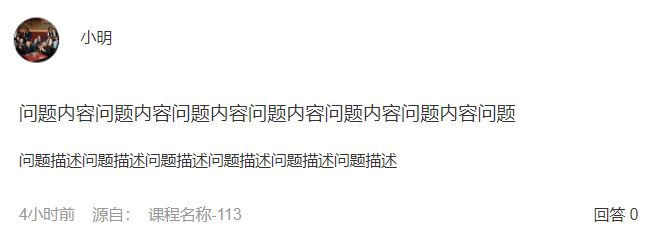 小明
问题内容问题内容问题内容问题内容问题内容问题内容问题
问题描述问题描述问题描述问题描述问题描述问题描述
4小时前 源自： 课程名称-113 回答 0